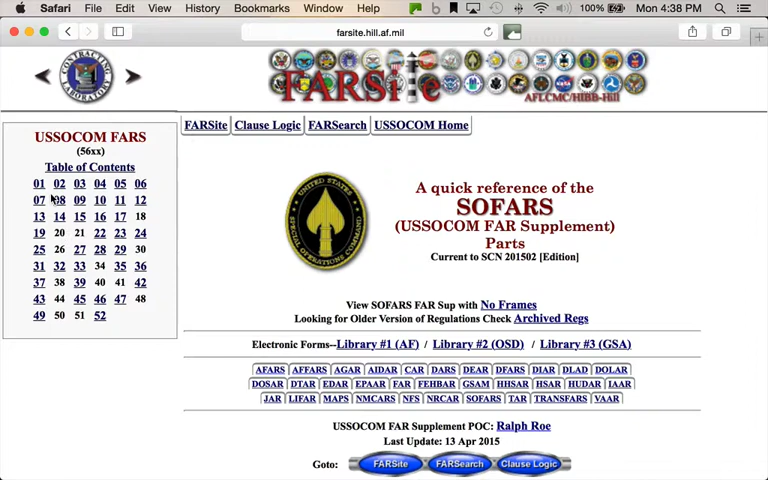 Safari File Edit View History Bookmarks Window Help 100% Mon 4:38 PM
farsite.hill.af.mil
CONTRACTING LABORATORY
FARSite
AFLCMC/HIBB-Hill
FARSite Clause Logic FARSearch USSOCOM Home
USSOCOM FARS
(56xx)
Table of Contents
01 02 03 04 05 06
07 08 09 10 11 12
13 14 15 16 17 18
19 20 21 22 23 24
25 26 27 28 29 30
31 32 33 34 35 36
37 38 39 40 41 42
43 44 45 46 47 48
49 50 51 52
UNITED STATES
SPECIAL OPERATIONS COMMAND
A quick reference of the
SOFARS
(USSOCOM FAR Supplement)
Parts
Current to SCN 201502 [Edition]
View SOFARS FAR Sup with No Frames
Looking for Older Version of Regulations Check Archived Regs
Electronic Forms--Library #1 (AF) / Library #2 (OSD) / Library #3 (GSA)
AFARS AFFARS AGAR AIDAR CAR DARS DEAR DFARS DIAR DLAD DOLAR
DOSAR DTAR EDAR EPAAR FAR FEHBAR GSAM HHSAR HSAR HUDAR IAAR
JAR LIFAR MAPS NMCARS NFS NRCAR SOFARS TAR TRANSFARS VAAR
USSOCOM FAR Supplement POC: Ralph Roe
Last Update: 13 Apr 2015
Goto: FARSite FARSearch Clause Logic